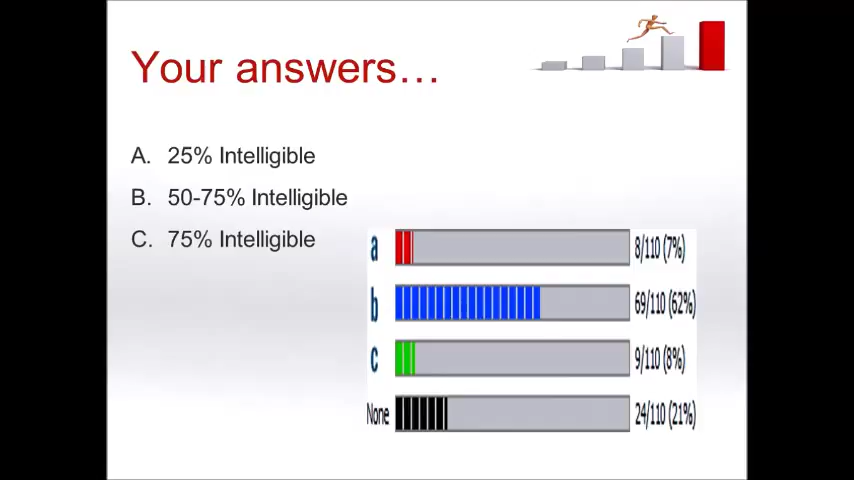 Your answers…
A. 25% Intelligible
B. 50-75% Intelligible
C. 75% Intelligible
a 8/110 (7%)
b 69/110 (62%)
c 9/110 (8%)
None 24/110 (21%)